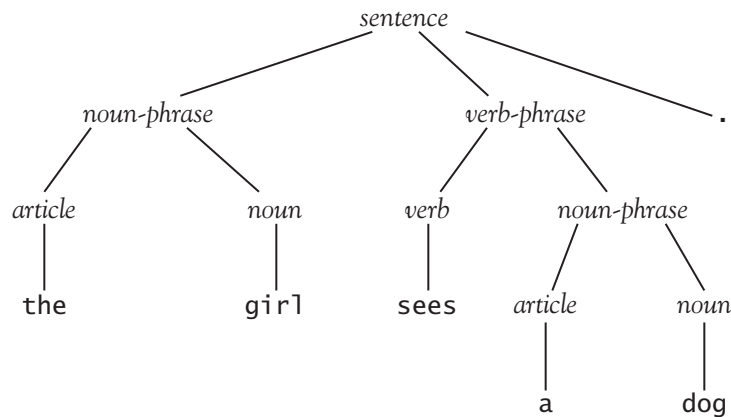 sentence
noun-phrase verb-phrase .
article noun verb noun-phrase
the girl sees article noun
a dog